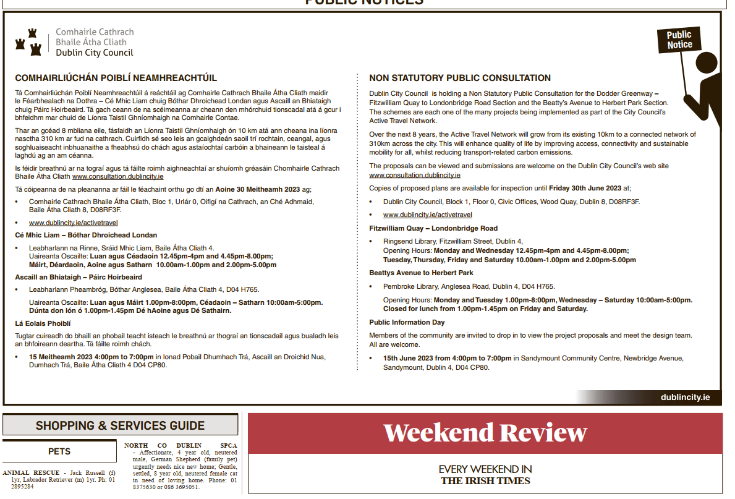 PUBLIC NOTICES
Comhairle Cathrach
Bhaile Átha Cliath
Dublin City Council
COMHAIRLIÚCHÁN POIBLÍ NEAMHREACHTÚIL
Tá Comhairliúchán Poiblí Neamhreachtúil á reáchtáil ag Comhairle Cathrach Bhaile Átha Cliath maidir
le Féarbhealach na Dothra – Cé Mhic Liam chuig Bóthar Dhroichead Londan agus Ascaill an Bhiataigh
chuig Páirc Hoirbeaird. Tá gach ceann de na scéimeanna ar cheann den mhórchuid tionscadal atá á gcur i
bhfeidhm mar chuid de Líonra Taistil Ghníomhaigh na Comhairle Contae.
Thar an gcéad 8 mbliana eile, fásfaidh an Líonra Taistil Ghníomhaigh ón 10 km atá ann cheana ina líonra
nasctha 310 km ar fud na cathrach. Cuirfidh sé seo leis an gcaighdeán saoil trí rochtain, ceangal, agus
soghluaiseacht inbhuanaithe a fheabhsú do chách agus astaíochtaí carbóin a bhaineann le taisteal á
laghdú ag an am céanna.
Is féidir breathnú ar na tograí agus tá fáilte roimh aighneachtaí ar shuíomh gréasáin Chomhairle Cathrach
Bhaile Átha Cliath www.consultation.dublincity.ie
Tá cóipeanna de na pleananna ar fáil le féachaint orthu go dtí an Aoine 30 Meitheamh 2023 ag;
• Comhairle Cathrach Bhaile Átha Cliath, Bloc 1, Urlár 0, Oifigí na Cathrach, an Ché Adhmaid,
Baile Átha Cliath 8, D08RF3F.
• www.dublincity.ie/activetravel
Cé Mhic Liam – Bóthar Dhroichead Londan
• Leabharlann na Rinne, Sráid Mhic Liam, Baile Átha Cliath 4.
Uaireanta Oscailte: Luan agus Céadaoin 12.45pm-4pm and 4.45pm-8.00pm;
Máirt, Déardaoin, Aoine agus Satharn 10.00am-1.00pm and 2.00pm-5.00pm
Ascaill an Bhiataigh – Páirc Hoirbeaird
• Leabharlann Pheambróg, Bóthar Anglesea, Baile Átha Cliath 4, D04 H765.
Uaireanta Oscailte: Luan agus Máirt 1.00pm-8:00pm, Céadaoin – Satharn 10:00am-5:00pm.
Dúnta don lón ó 1.00pm-1.45pm Dé hAoine agus Dé Sathairn.
Lá Eolais Phoiblí
Tugtar cuireadh do bhaill an phobail teacht isteach le breathnú ar thograí an tionscadail agus bualadh leis
an bhfoireann deartha. Tá fáilte roimh chách.
• 15 Meitheamh 2023 4:00pm to 7:00pm in Ionad Pobail Dhumhach Trá, Ascaill an Droichid Nua,
Dumhach Trá, Baile Átha Cliath 4 D04 CP80.
Public
Notice
NON STATUTORY PUBLIC CONSULTATION
Dublin City Council is holding a Non Statutory Public Consultation for the Dodder Greenway –
Fitzwilliam Quay to Londonbridge Road Section and the Beatty's Avenue to Herbert Park Section.
The schemes are each one of the many projects being implemented as part of the City Council's
Active Travel Network.
Over the next 8 years, the Active Travel Network will grow from its existing 10km to a connected network of
310km across the city. This will enhance quality of life by improving access, connectivity and sustainable
mobility for all, whilst reducing transport-related carbon emissions.
The proposals can be viewed and submissions are welcome on the Dublin City Council's web site
www.consultation.dublincity.ie
Copies of proposed plans are available for inspection until Friday 30th June 2023 at;
• Dublin City Council, Block 1, Floor 0, Civic Offices, Wood Quay, Dublin 8, D08RF3F.
• www.dublincity.ie/activetravel
Fitzwilliam Quay – Londonbridge Road
• Ringsend Library, Fitzwilliam Street, Dublin 4,
Opening Hours: Monday and Wednesday 12.45pm-4pm and 4.45pm-8.00pm;
Tuesday, Thursday, Friday and Saturday 10.00am-1.00pm and 2.00pm-5.00pm
Beattys Avenue to Herbert Park
• Pembroke Library, Anglesea Road, Dublin 4, D04 H765.
Opening Hours: Monday and Tuesday 1.00pm-8:00pm, Wednesday – Saturday 10:00am-5:00pm.
Closed for lunch from 1.00pm-1.45pm on Friday and Saturday.
Public Information Day
Members of the community are invited to drop in to view the project proposals and meet the design team.
All are welcome.
• 15th June 2023 from 4:00pm to 7:00pm in Sandymount Community Centre, Newbridge Avenue,
Sandymount, Dublin 4, D04 CP80.
dublincity.ie
SHOPPING & SERVICES GUIDE
PETS
ANIMAL RESCUE - Jack Russell (f)
1yr, Labrador Retriever (m) 1yr. Ph: 01
2895284
NORTH CO DUBLIN SPCA
- Affectionate, 4 year old, neutered
male, German Shepherd (family pet)
urgently needs nice new home; Gentle,
settled, 8 year old, neutered female cat
in need of loving home. Phone: 01
8375630 or 086 3695051.
Weekend Review
EVERY WEEKEND IN
THE IRISH TIMES